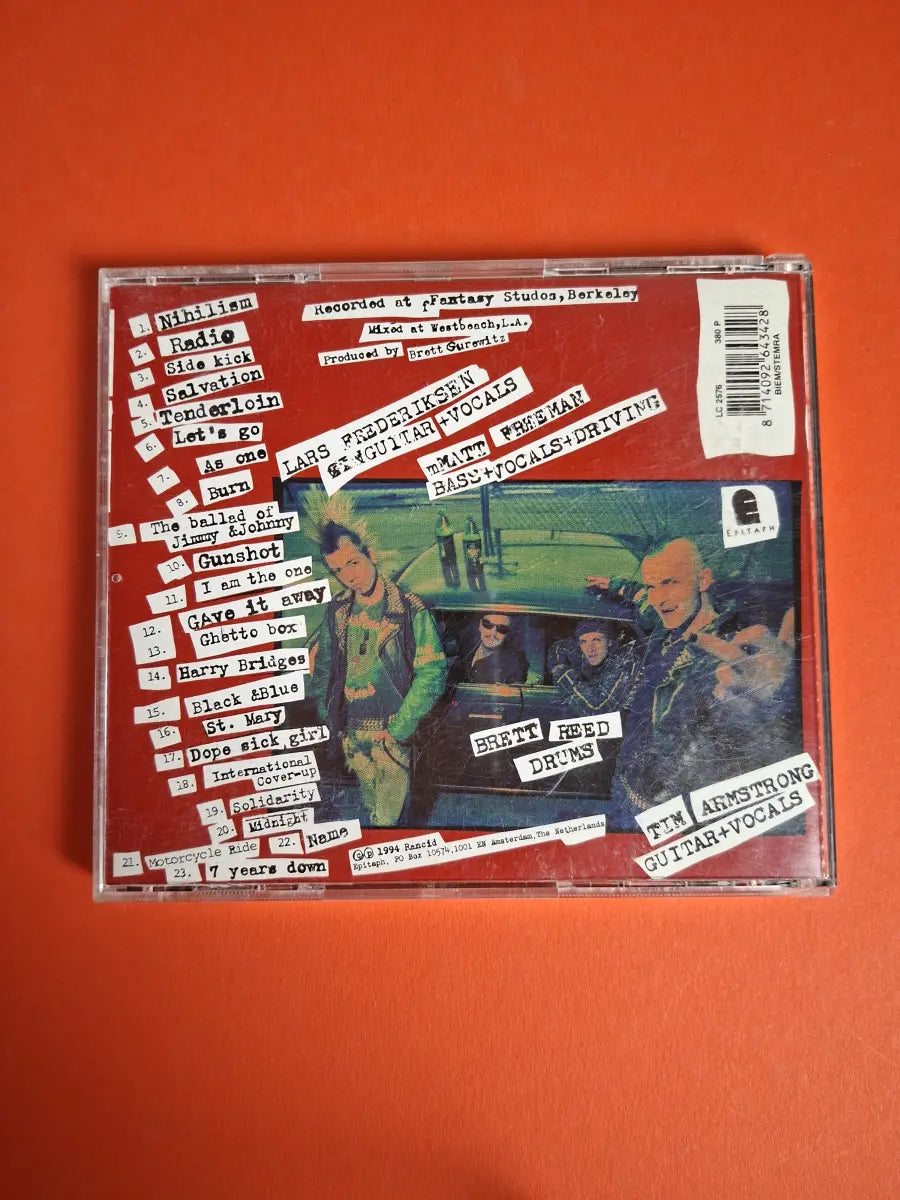 1. Nihilism
2. Radio
3. Side kick
4. Salvation
5. Tenderloin
6. Let's go
7. As one
8. Burn
9. The ballad of
Jimmy &Johnny
10. Gunshot
11. I am the one
12. GAve it away
13. Ghetto box
14. Harry Bridges
15. Black &Blue
16. St. Mary
17. Dope sick girl
18. International
Cover-up
19. Solidarity
20. Midnight
21. Motorcycle Ride
22. Name
23. 7 years down
Recorded at Fantasy Studos,Berkeley
Mixed at Westbeach,L.A.
Produced by Brett Gurewitz
LARS FREDERIKSEN
GUITAR+VOCALS
mMATT FREEMAN
BASS+VOCALS+DRIVING
BRETT REED
DRUMS
TIM ARMSTRONG
GUITAR+VOCALS
©℗ 1994 Rancid
Epitaph, PO Box 10574,1001 EN Amsterdam,The Netherlands
LC 2576 380 P
8 714092 643428
BIEM/STEMRA
EPITAPH